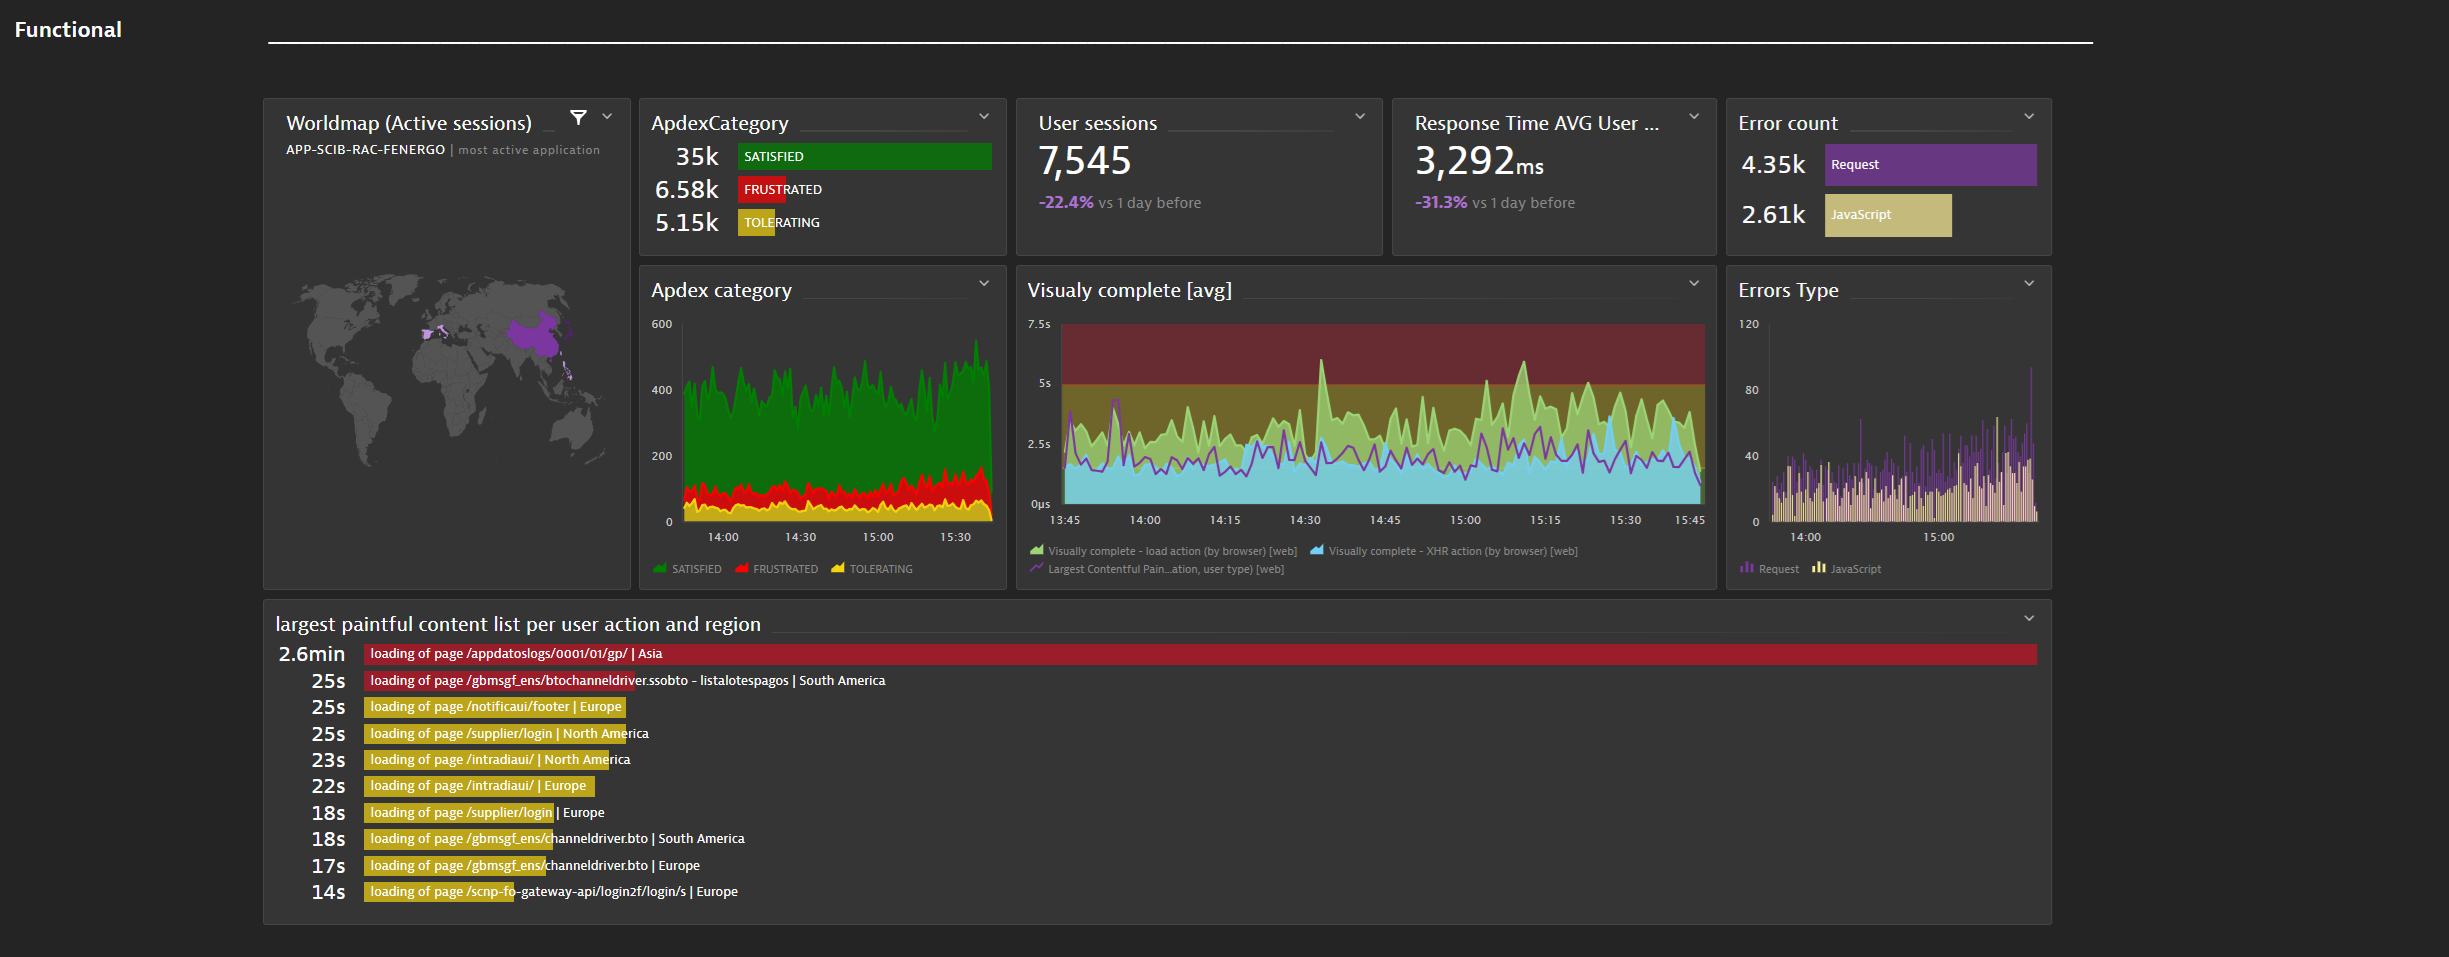 Functional
Worldmap (Active sessions)
APP-SCIB-RAC-FENERGO | most active application
ApdexCategory
35k SATISFIED
6.58k FRUSTRATED
5.15k TOLERATING
User sessions
7,545
-22.4% vs 1 day before
Response Time AVG User ...
3,292ms
-31.3% vs 1 day before
Error count
4.35k Request
2.61k JavaScript
Apdex category
600
400
200
0
14:00 14:30 15:00 15:30
SATISFIED FRUSTRATED TOLERATING
Visualy complete [avg]
7.5s
5s
2.5s
0µs
13:45 14:00 14:15 14:30 14:45 15:00 15:15 15:30 15:45
Visually complete - load action (by browser) [web] Visually complete - XHR action (by browser) [web]
Largest Contentful Pain...ation, user type) [web]
Errors Type
120
80
40
0
14:00 15:00
Request JavaScript
largest paintful content list per user action and region
2.6min loading of page /appdatoslogs/0001/01/gp/ | Asia
25s loading of page /gbmsgf_ens/btochanneldriver.ssobto - listalotespagos | South America
25s loading of page /notificaui/footer | Europe
25s loading of page /supplier/login | North America
23s loading of page /intradiaui/ | North America
22s loading of page /intradiaui/ | Europe
18s loading of page /supplier/login | Europe
18s loading of page /gbmsgf_ens/channeldriver.bto | South America
17s loading of page /gbmsgf_ens/channeldriver.bto | Europe
14s loading of page /scnp-fo-gateway-api/login2f/login/s | Europe